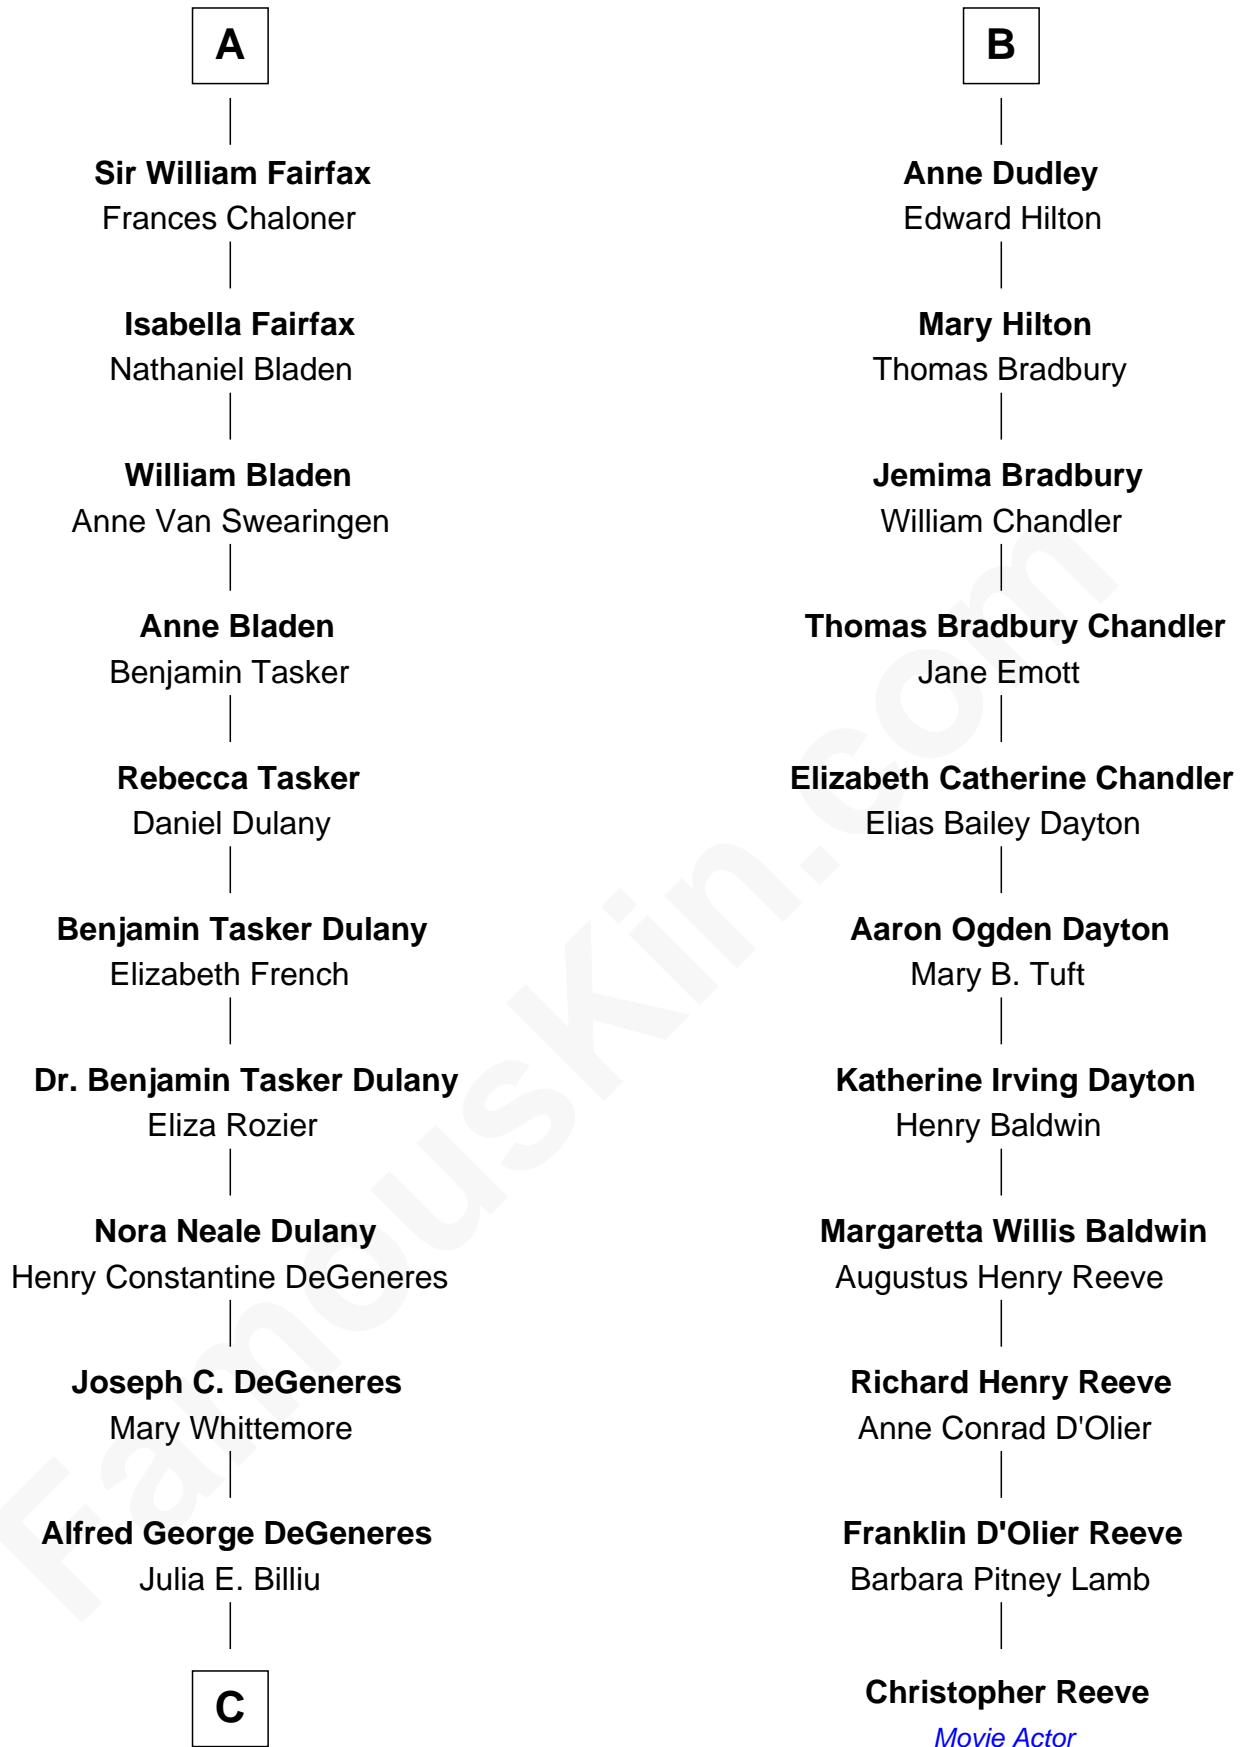 A
Sir William Fairfax
Frances Chaloner
Isabella Fairfax
Nathaniel Bladen
William Bladen
Anne Van Swearingen
Anne Bladen
Benjamin Tasker
Rebecca Tasker
Daniel Dulany
Benjamin Tasker Dulany
Elizabeth French
Dr. Benjamin Tasker Dulany
Eliza Rozier
Nora Neale Dulany
Henry Constantine DeGeneres
Joseph C. DeGeneres
Mary Whittemore
Alfred George DeGeneres
Julia E. Billiu
C
B
Anne Dudley
Edward Hilton
Mary Hilton
Thomas Bradbury
Jemima Bradbury
William Chandler
Thomas Bradbury Chandler
Jane Emott
Elizabeth Catherine Chandler
Elias Bailey Dayton
Aaron Ogden Dayton
Mary B. Tuft
Katherine Irving Dayton
Henry Baldwin
Margaretta Willis Baldwin
Augustus Henry Reeve
Richard Henry Reeve
Anne Conrad D'Olier
Franklin D'Olier Reeve
Barbara Pitney Lamb
Christopher Reeve
Movie Actor
FamousKin.com